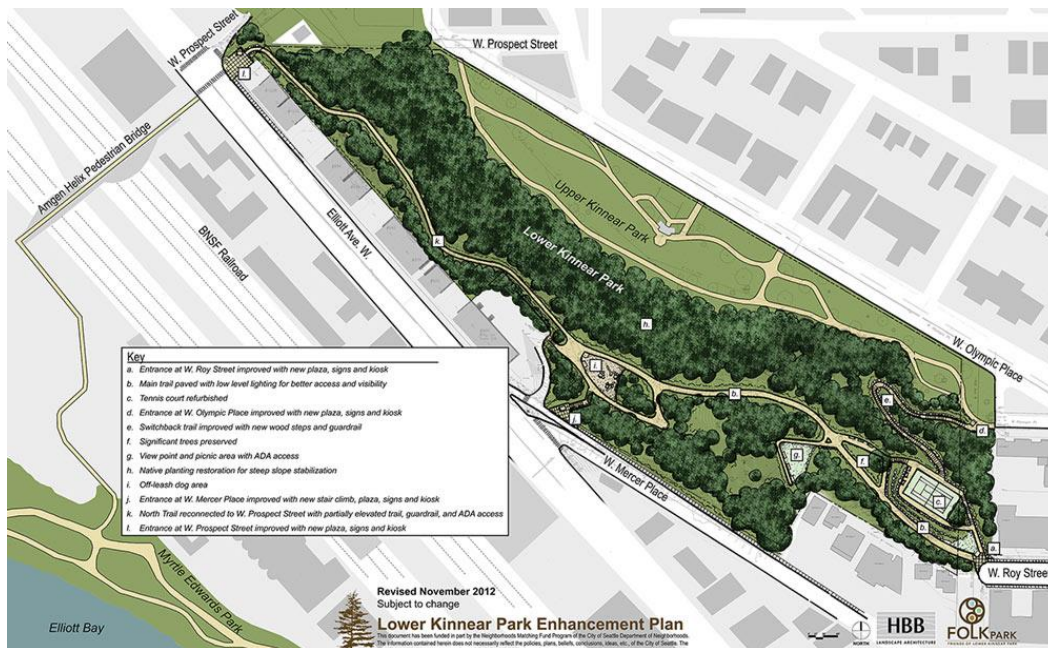 W. Prospect Street
W. Prospect Street
l.
Amgen Helix Pedestrian Bridge
BNSF Railroad
Elliott Ave. W.
k.
Upper Kinnear Park
Lower Kinnear Park
h.
W. Olympic Place
i.
b.
e.
d.
j.
g.
f.
c.
b.
a.
W. Mercer Place
W. Roy Street
Key
a. Entrance at W. Roy Street improved with new plaza, signs and kiosk
b. Main trail paved with low level lighting for better access and visibility
c. Tennis court refurbished
d. Entrance at W. Olympic Place improved with new plaza, signs and kiosk
e. Switchback trail improved with new wood steps and guardrail
f. Significant trees preserved
g. View point and picnic area with ADA access
h. Native planting restoration for steep slope stabilization
i. Off-leash dog area
j. Entrance at W. Mercer Place improved with new stair climb, plaza, signs and kiosk
k. North Trail reconnected to W. Prospect Street with partially elevated trail, guardrail, and ADA access
l. Entrance at W. Prospect Street improved with new plaza, signs and kiosk
Myrtle Edwards Park
Elliott Bay
Revised November 2012
Subject to change
Lower Kinnear Park Enhancement Plan
This document has been funded in part by the Neighborhoods Matching Fund Program of the City of Seattle Department of Neighborhoods.
The information contained herein does not necessarily reflect the policies, plans, beliefs, conclusions, ideas, etc., of the City of Seattle. The
NORTH
HBB
LANDSCAPE ARCHITECTURE
FOLKPARK
FRIENDS OF LOWER KINNEAR PARK